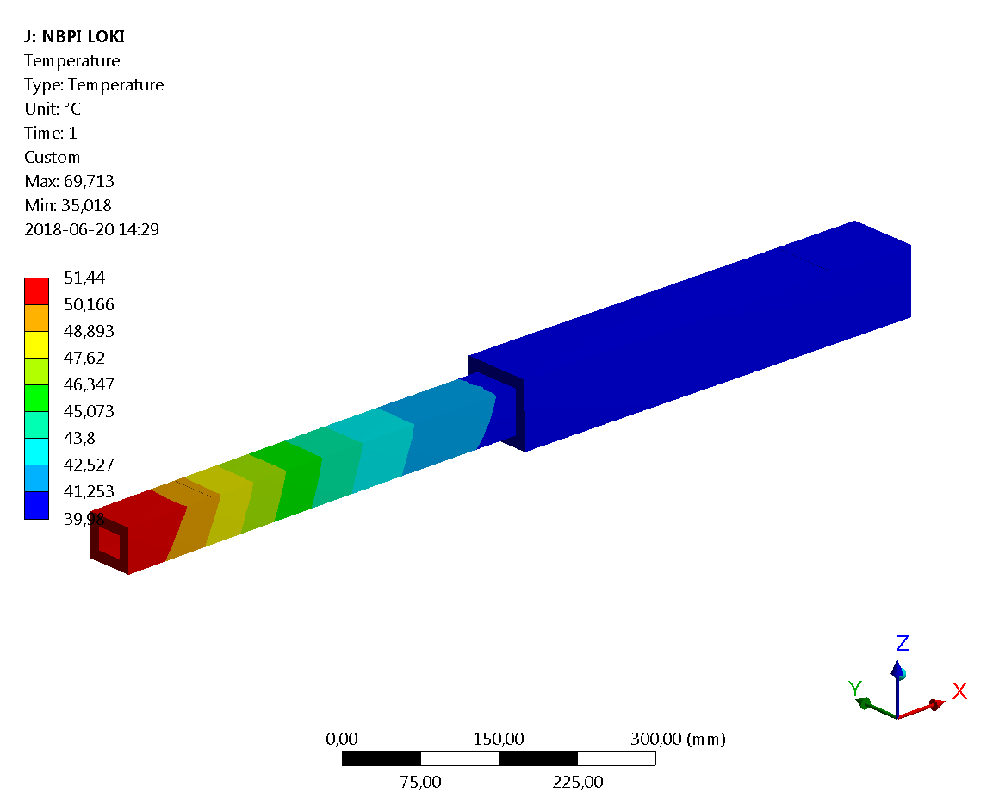 J: NBPI LOKI
Temperature
Type: Temperature
Unit: °C
Time: 1
Custom
Max: 69,713
Min: 35,018
2018-06-20 14:29
51,44
50,166
48,893
47,62
46,347
45,073
43,8
42,527
41,253
39,98
Z
Y
X
0,00
150,00
300,00 (mm)
75,00
225,00